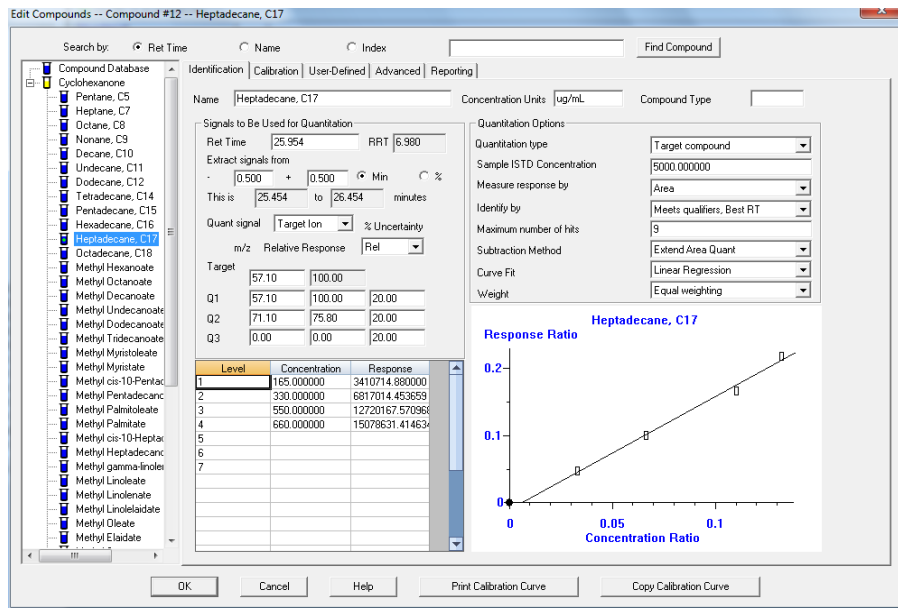 Edit Compounds -- Compound #12 -- Heptadecane, C17
Search by: Ret Time Name Index Find Compound
Compound Database
Cyclohexanone
Pentane, C5
Heptane, C7
Octane, C8
Nonane, C9
Decane, C10
Undecane, C11
Dodecane, C12
Tetradecane, C14
Pentadecane, C15
Hexadecane, C16
Heptadecane, C17
Octadecane, C18
Methyl Hexanoate
Methyl Octanoate
Methyl Decanoate
Methyl Undecanoate
Methyl Dodecanoate
Methyl Tridecanoate
Methyl Myristoleate
Methyl Myristate
Methyl cis-10-Pentad
Methyl Pentadecano
Methyl Palmitoleate
Methyl Palmitate
Methyl cis-10-Heptad
Methyl Heptadecano
Methyl gamma-linoler
Methyl Linoleate
Methyl Linolenate
Methyl Linolelaidate
Methyl Oleate
Methyl Elaidate
Identification Calibration User-Defined Advanced Reporting
Name Heptadecane, C17 Concentration Units ug/mL Compound Type
Signals to Be Used for Quantitation
Ret Time 25.954 RRT 6.980
Extract signals from
- 0.500 + 0.500 Min %
This is 25.454 to 26.454 minutes
Quant signal Target Ion % Uncertainty
m/z Relative Response Rel
Target
57.10 100.00
Q1 57.10 100.00 20.00
Q2 71.10 75.80 20.00
Q3 0.00 0.00 20.00
Quantitation Options
Quantitation type Target compound
Sample ISTD Concentration 5000.000000
Measure response by Area
Identify by Meets qualifiers, Best RT
Maximum number of hits 9
Subtraction Method Extend Area Quant
Curve Fit Linear Regression
Weight Equal weighting
Level Concentration Response
1 165.000000 3410714.880000
2 330.000000 6817014.453659
3 550.000000 12720167.570968
4 660.000000 15078631.414634
5
6
7
Heptadecane, C17
Response Ratio
0.2
0.1
0
0 0.05 0.1
Concentration Ratio
OK Cancel Help Print Calibration Curve Copy Calibration Curve